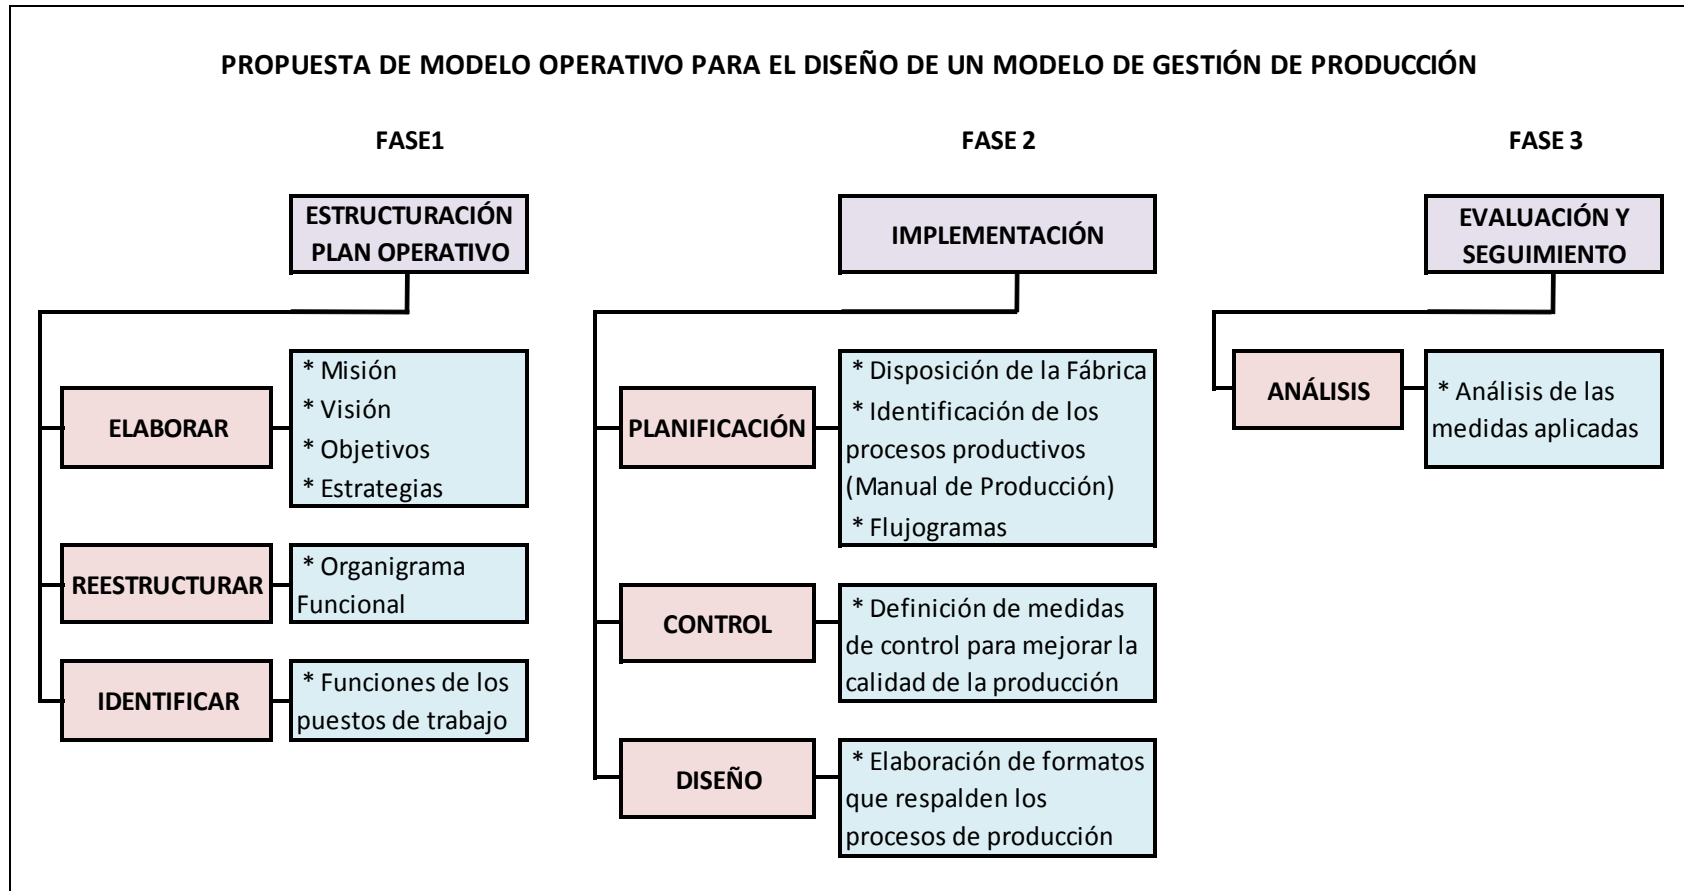 PROPUESTA DE MODELO OPERATIVO PARA EL DISEÑO DE UN MODELO DE GESTIÓN DE PRODUCCIÓN
FASE1
ESTRUCTURACIÓN
PLAN OPERATIVO
ELABORAR
* Misión
* Visión
* Objetivos
* Estrategias
REESTRUCTURAR
* Organigrama
Funcional
IDENTIFICAR
* Funciones de los
puestos de trabajo
FASE 2
IMPLEMENTACIÓN
PLANIFICACIÓN
* Disposición de la Fábrica
* Identificación de los
procesos productivos
(Manual de Producción)
* Flujogramas
CONTROL
* Definición de medidas
de control para mejorar la
calidad de la producción
DISEÑO
* Elaboración de formatos
que respalden los
procesos de producción
FASE 3
EVALUACIÓN Y
SEGUIMIENTO
ANÁLISIS
* Análisis de las
medidas aplicadas